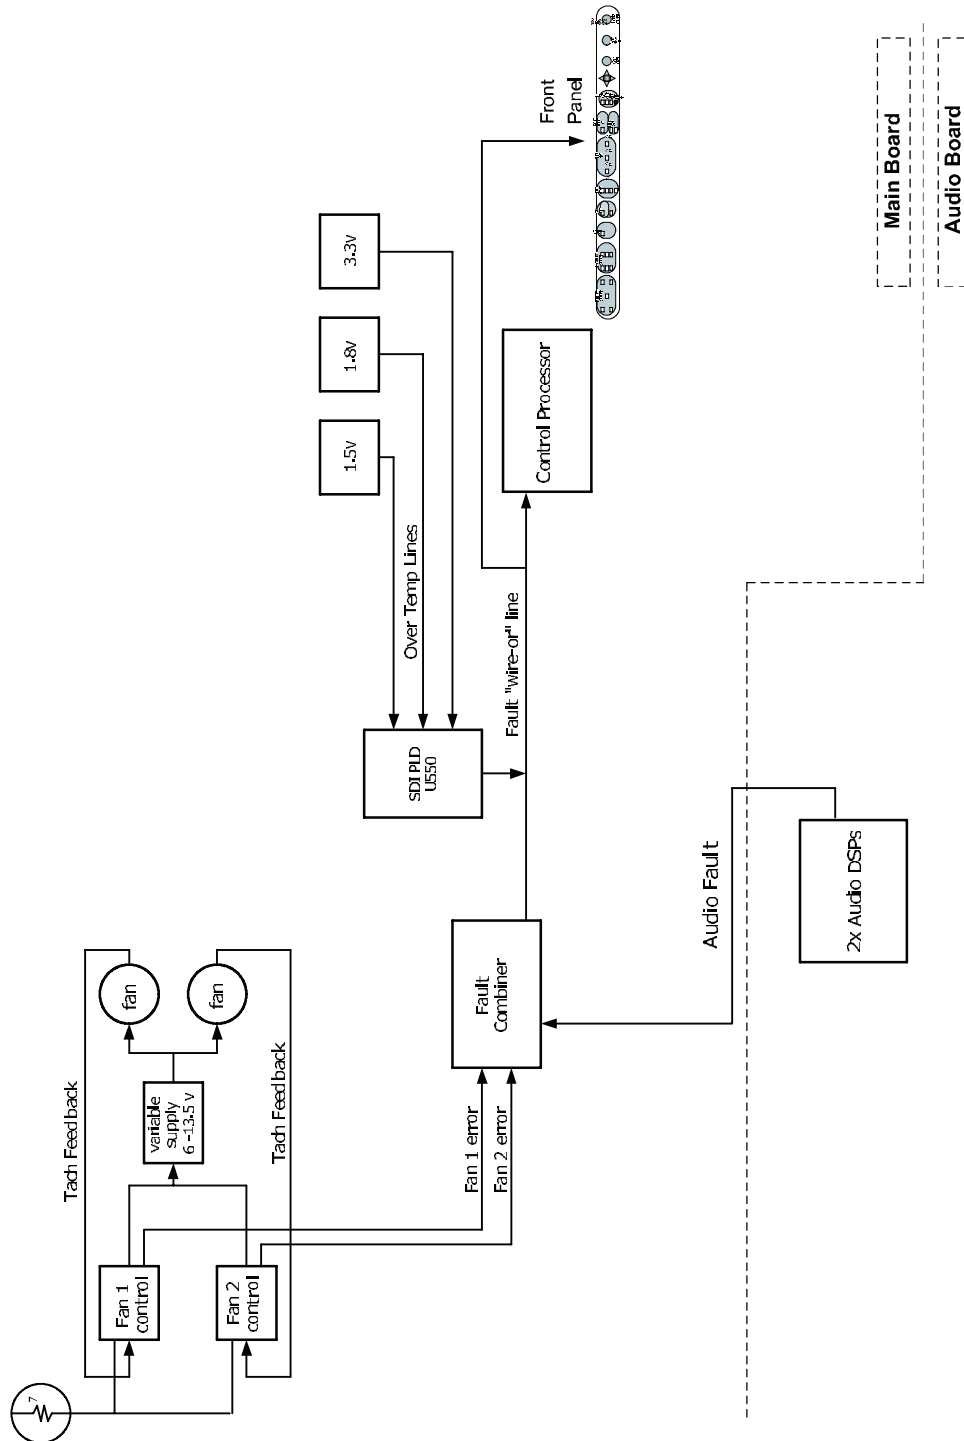 Tach Feedback
Fan 1
control
Fan 2
control
variable
supply
6 -13.5 v
fan
fan
Tach Feedback
Fan 1 error
Fan 2 error
Fault
Combiner
SDI PLD
U550
Over Temp Lines
1.5V
1.8V
3.3V
Fault "wire-or" line
Control Processor
Front
Panel
Audio Fault
2x Audio DSPs
Main Board
Audio Board
7